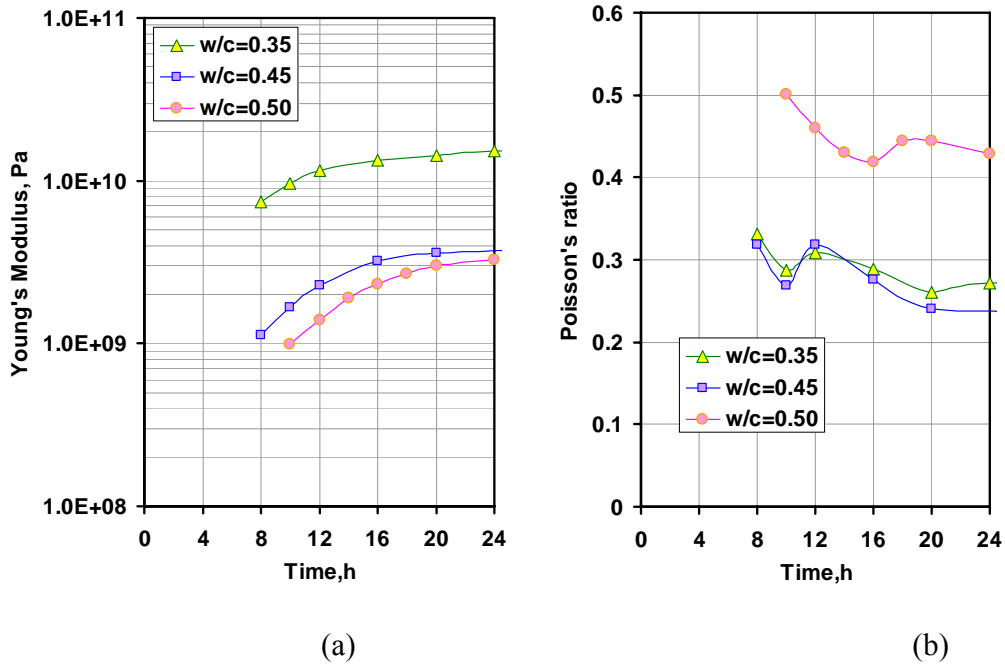 1.0E+11
1.0E+10
1.0E+09
1.0E+08
Young's Modulus, Pa
w/c=0.35
w/c=0.45
w/c=0.50
0 4 8 12 16 20 24
Time,h
(a)
0.6
0.5
0.4
0.3
0.2
0.1
0
Poisson's ratio
w/c=0.35
w/c=0.45
w/c=0.50
0 4 8 12 16 20 24
Time,h
(b)